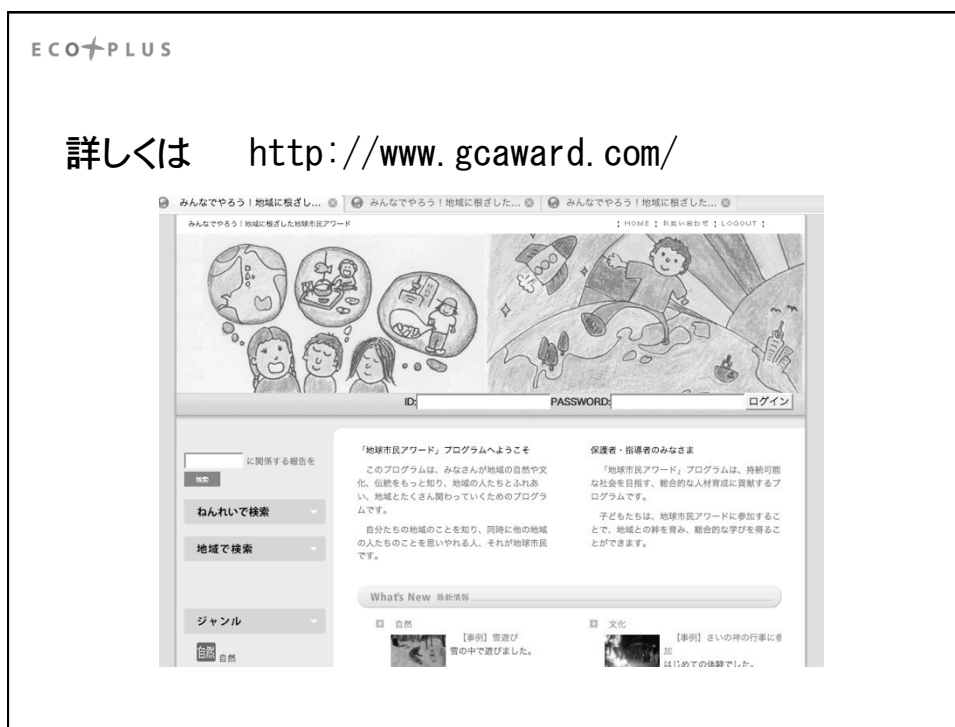 ECO PLUS
詳しくは http://www.gcaward.com/
みんなでやろう！地域に根ざし... みんなでやろう！地域に根ざした... みんなでやろう！地域に根ざした...
みんなでやろう！地域に根ざした地球市民アワード
HOME ¦ お問い合わせ ¦ LOGOUT ¦
ID: PASSWORD: ログイン
に関係する報告を
検索
ねんれいで検索
地域で検索
ジャンル
自然 自然
「地球市民アワード」プログラムへようこそ
このプログラムは、みなさんが地域の自然や文
化、伝統をもっと知り、地域の人たちとふれあ
い、地域とたくさん関わっていくためのプログラ
ムです。
自分たちの地域のことを知り、同時に他の地域
の人たちのことを思いやれる人、それが地球市民
です。
保護者・指導者のみなさま
「地球市民アワード」プログラムは、持続可能
な社会を目指す、総合的な人材育成に貢献するプ
ログラムです。
子どもたちは、地球市民アワードに参加するこ
とで、地域との絆を育み、総合的な学びを得るこ
とができます。
What's New 最新情報
自然
【事例】雪遊び
雪の中で遊びました。
文化
【事例】さいの神の行事に参
加
はじめての体験でした。